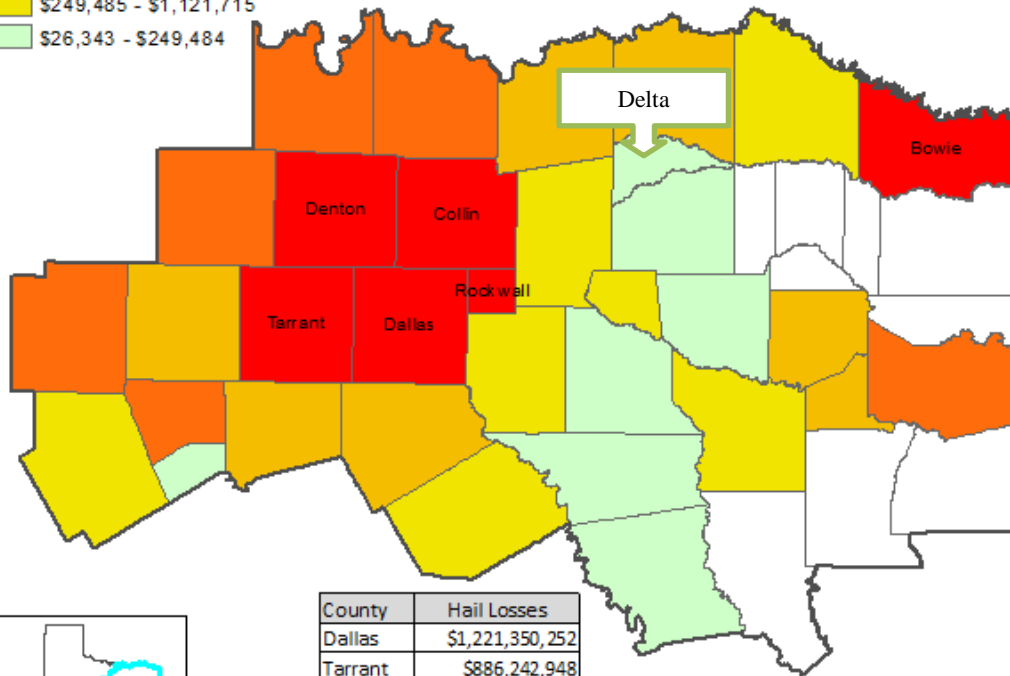 $249,485 - $1,121,715
$26,343 - $249,484
Delta
Bowie
Denton
Collin
Rockwall
Tarrant
Dallas
County Hail Losses
Dallas $1,221,350,252
Tarrant $886,242,948